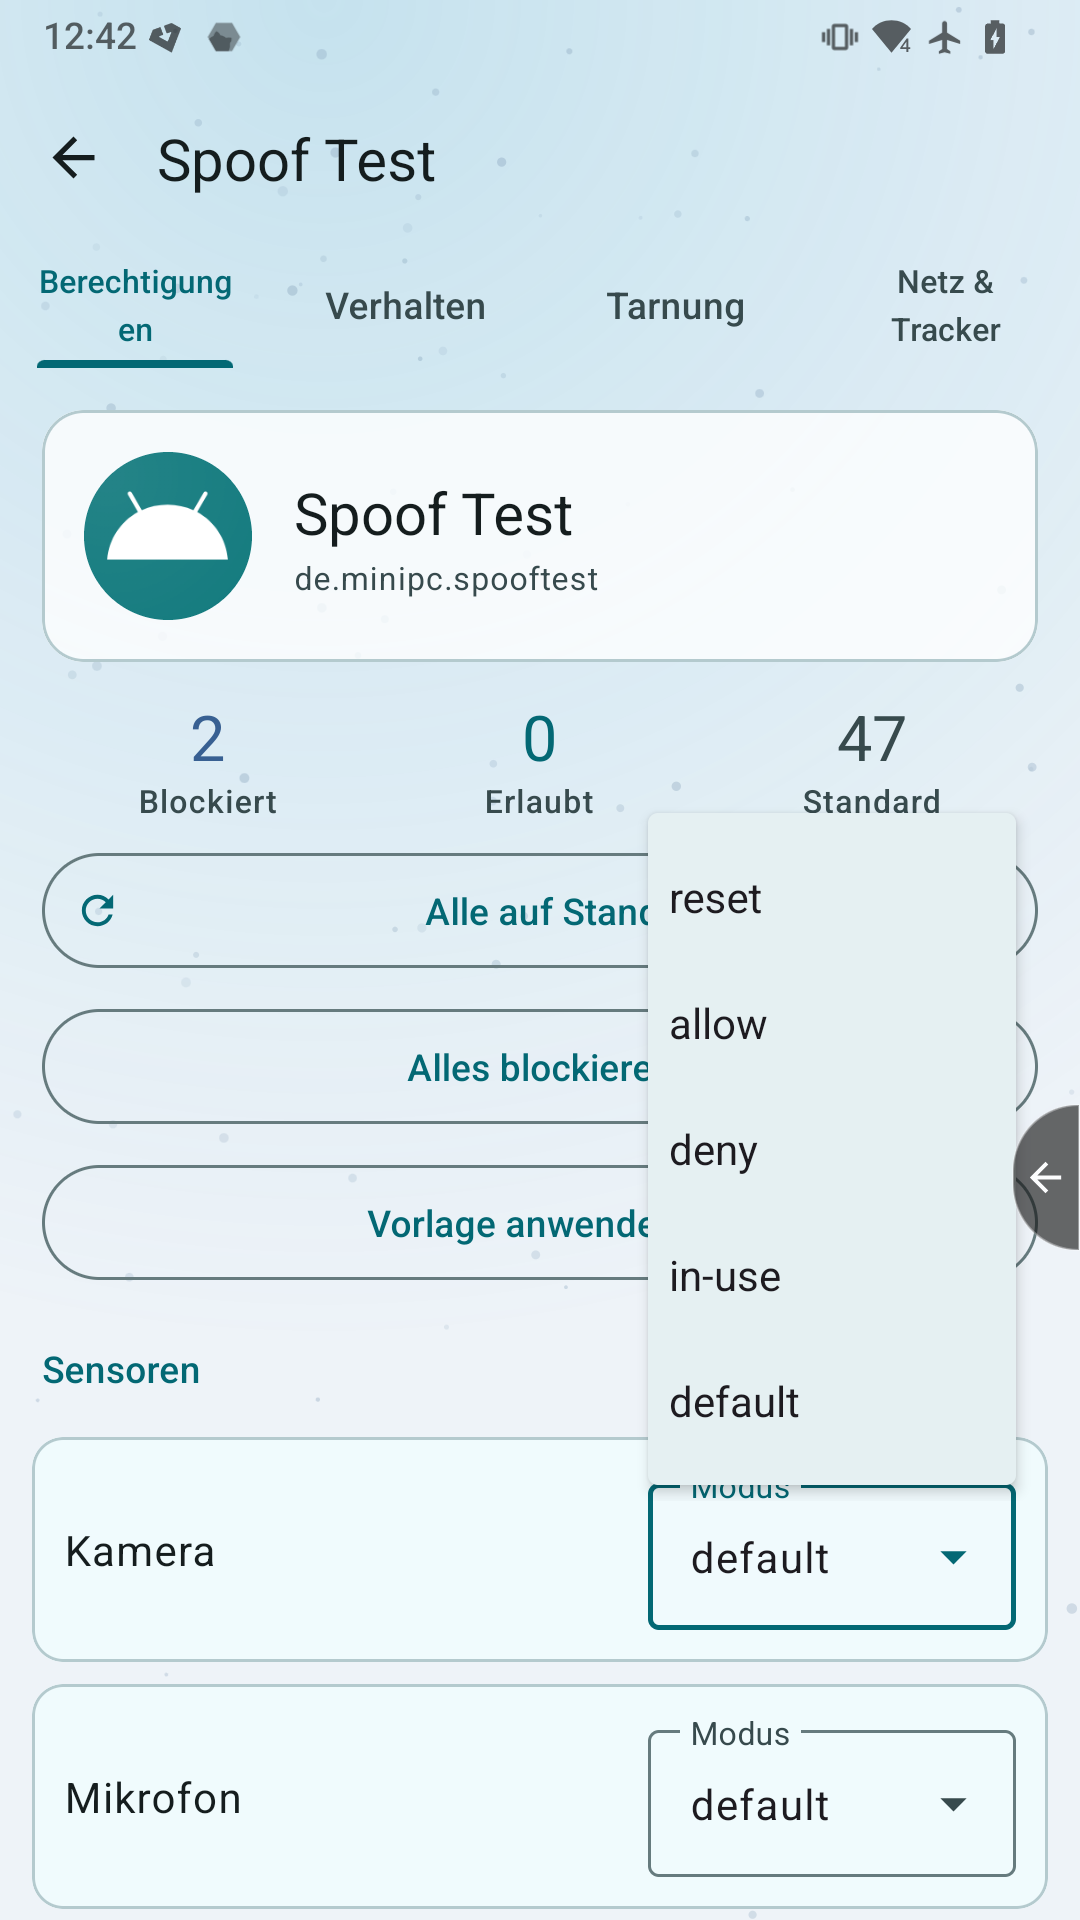 12:42
4
Spoof Test
Berechtigung
en
Verhalten
Tarnung
Netz &
Tracker
Spoof Test
de.minipc.spooftest
2
0
47
Blockiert
Erlaubt
Standard
Alle auf Stand
Alles blockiere
Vorlage anwende
reset
allow
deny
in-use
default
Sensoren
Kamera
Modus
default
Mikrofon
Modus
default